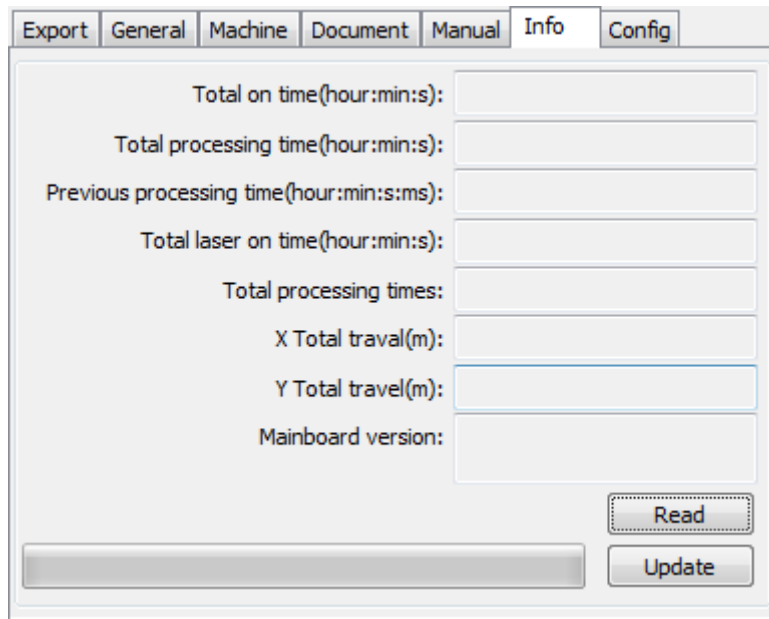 Export General Machine Document Manual Info Config
Total on time(hour:min:s):
Total processing time(hour:min:s):
Previous processing time(hour:min:s:ms):
Total laser on time(hour:min:s):
Total processing times:
X Total traval(m):
Y Total travel(m):
Mainboard version:
Read
Update